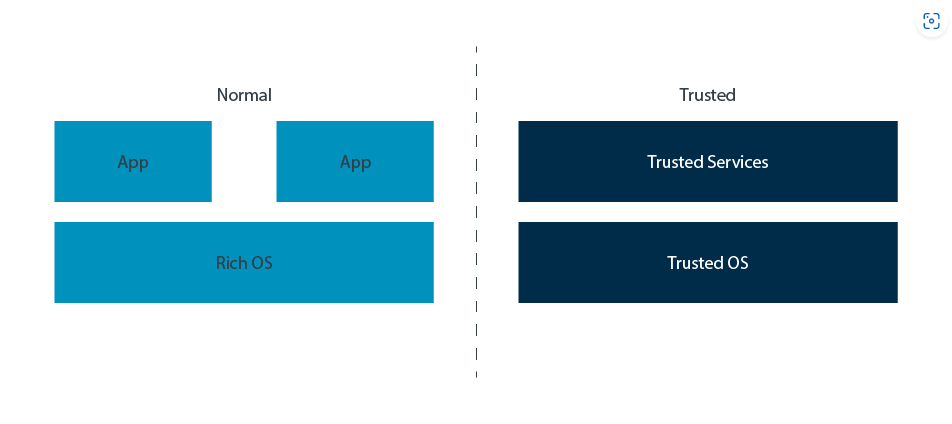 Normal
Trusted
App
App
Trusted Services
Rich OS
Trusted OS